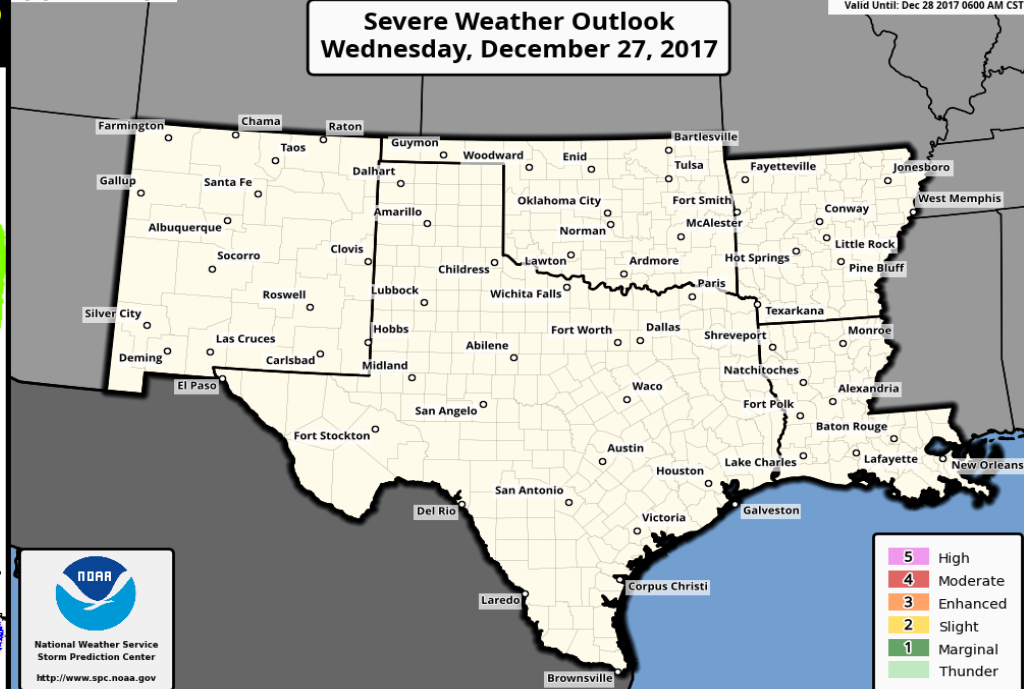 Valid Until: Dec 28 2017 0600 AM CST
Severe Weather Outlook
Wednesday, December 27, 2017
Farmington
Chama
Raton
Taos
Guymon
Woodward
Enid
Bartlesville
Tulsa
Fayetteville
Jonesboro
Gallup
Santa Fe
Dalhart
Amarillo
Oklahoma City
Fort Smith
Conway
West Memphis
Albuquerque
Norman
McAlester
Little Rock
Socorro
Clovis
Childress
Lawton
Ardmore
Hot Springs
Pine Bluff
Roswell
Lubbock
Wichita Falls
Paris
Texarkana
Silver City
Las Cruces
Hobbs
Fort Worth
Dallas
Shreveport
Monroe
Deming
Carlsbad
Midland
Abilene
Natchitoches
El Paso
San Angelo
Waco
Fort Polk
Alexandria
Fort Stockton
Austin
Baton Rouge
Houston
Lake Charles
Lafayette
New Orleans
Del Rio
San Antonio
Victoria
Galveston
Laredo
Corpus Christi
Brownsville
NOAA
National Weather Service
Storm Prediction Center
http://www.spc.noaa.gov
5 High
4 Moderate
3 Enhanced
2 Slight
1 Marginal
Thunder